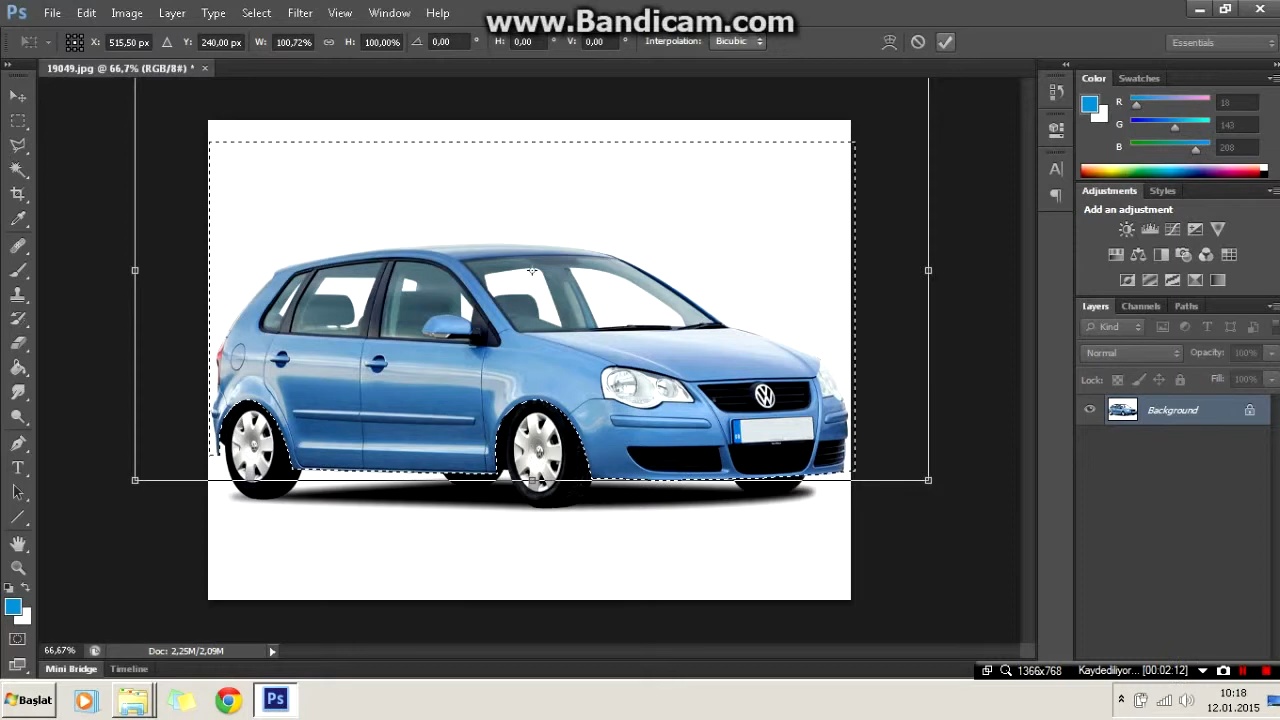 www.Bandicam.com
Ps File Edit Image Layer Type Select Filter View Window Help
X: 515,50 px Y: 240,00 px W: 100,72% H: 100,00% 0,00 ° H: 0,00 ° V: 0,00 ° Interpolation: Bicubic Essentials
19049.jpg @ 66,7% (RGB/8#) * ×
Color Swatches
R 18
G 143
B 208
Adjustments Styles
Add an adjustment
Layers Channels Paths
Kind
Normal Opacity: 100%
Lock: Fill: 100%
Background
66,67% Doc: 2,25M/2,09M
Mini Bridge Timeline
1366x768 Kaydediliyor... [00:02:12]
Başlat Ps
10:18
12.01.2015